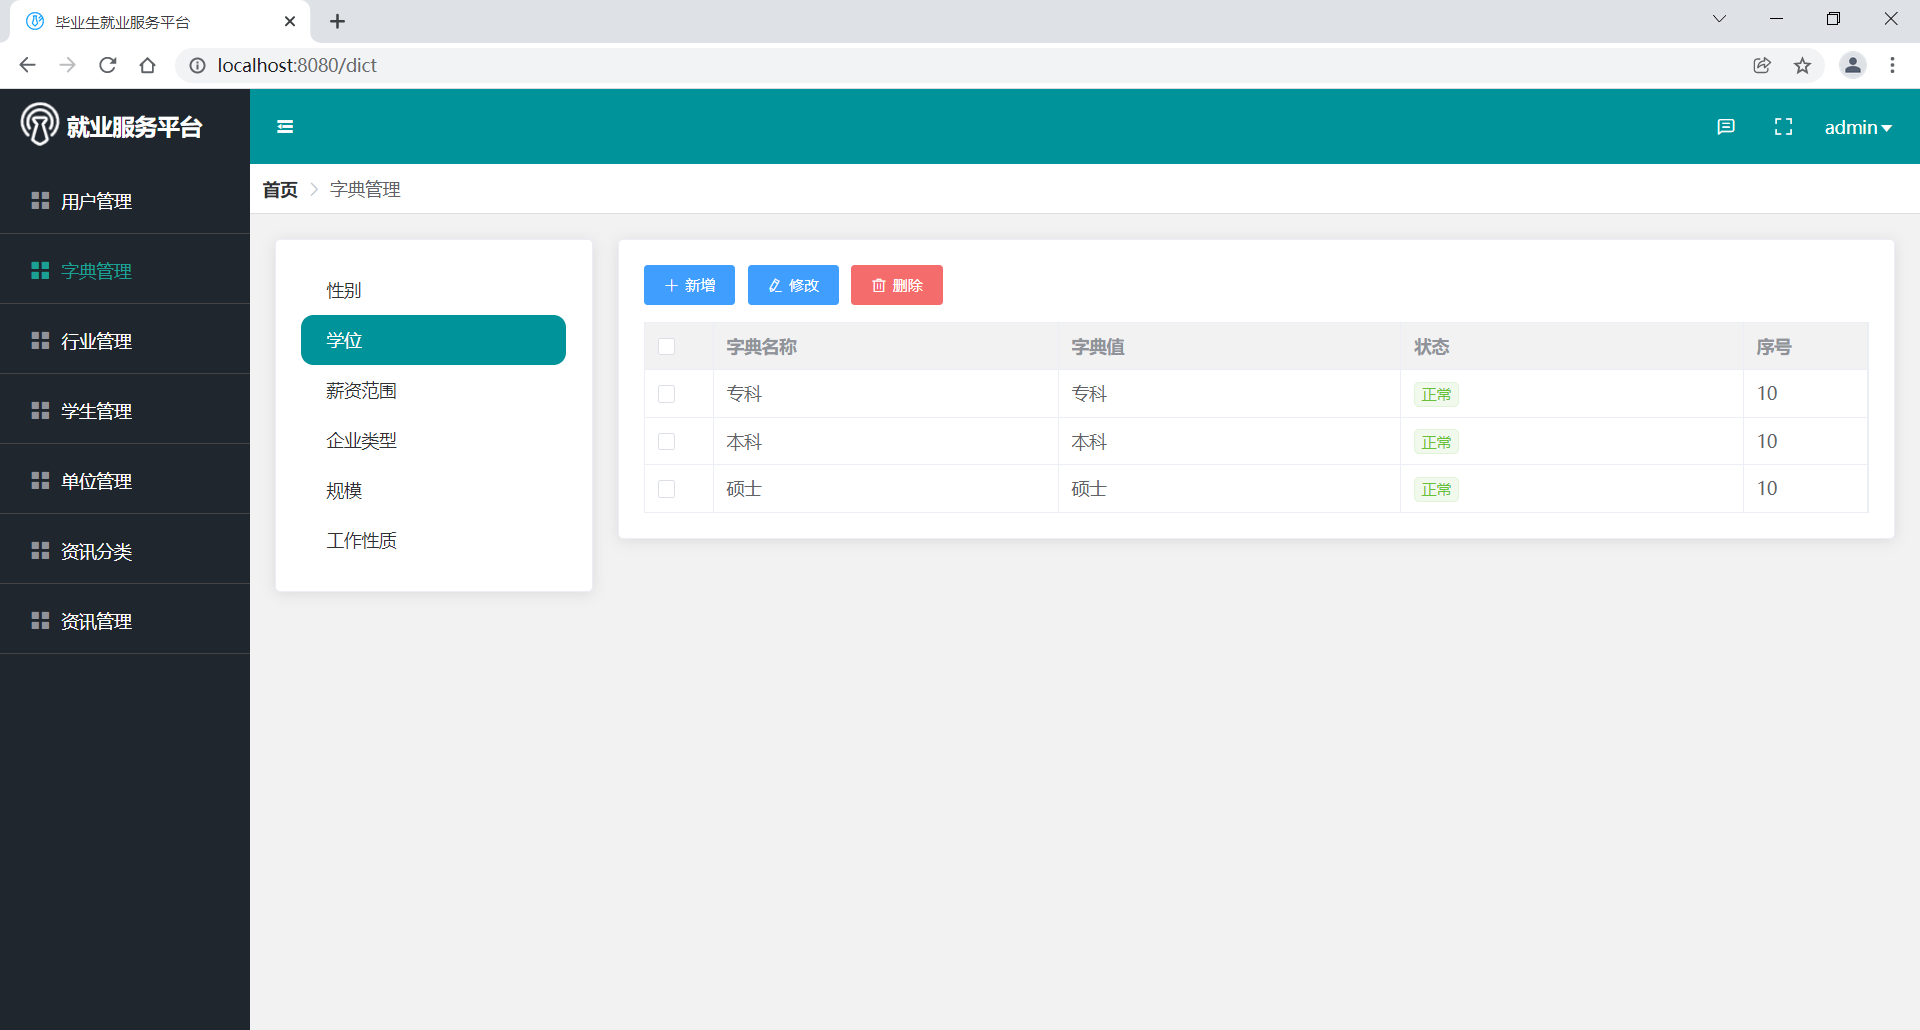 毕业生就业服务平台
localhost:8080/dict
就业服务平台
admin
首页 字典管理
用户管理
字典管理
行业管理
学生管理
单位管理
资讯分类
资讯管理
性别
学位
薪资范围
企业类型
规模
工作性质
新增 修改 删除
字典名称 字典值 状态 序号
专科 专科 正常 10
本科 本科 正常 10
硕士 硕士 正常 10